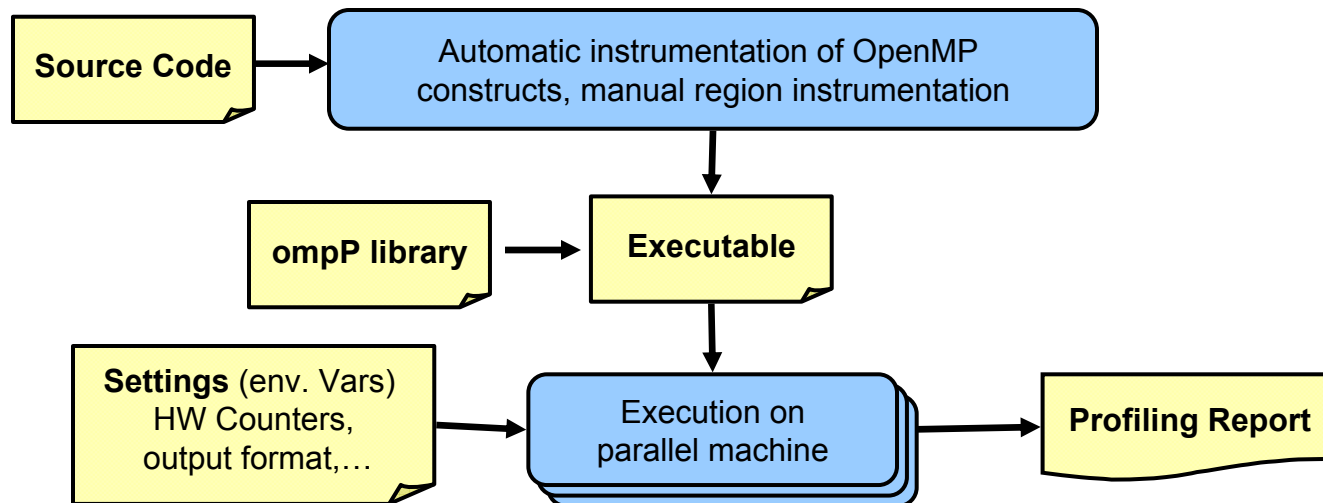 Source Code
Automatic instrumentation of OpenMP
constructs, manual region instrumentation
ompP library
Executable
Settings (env. Vars)
HW Counters,
output format,…
Execution on
parallel machine
Profiling Report